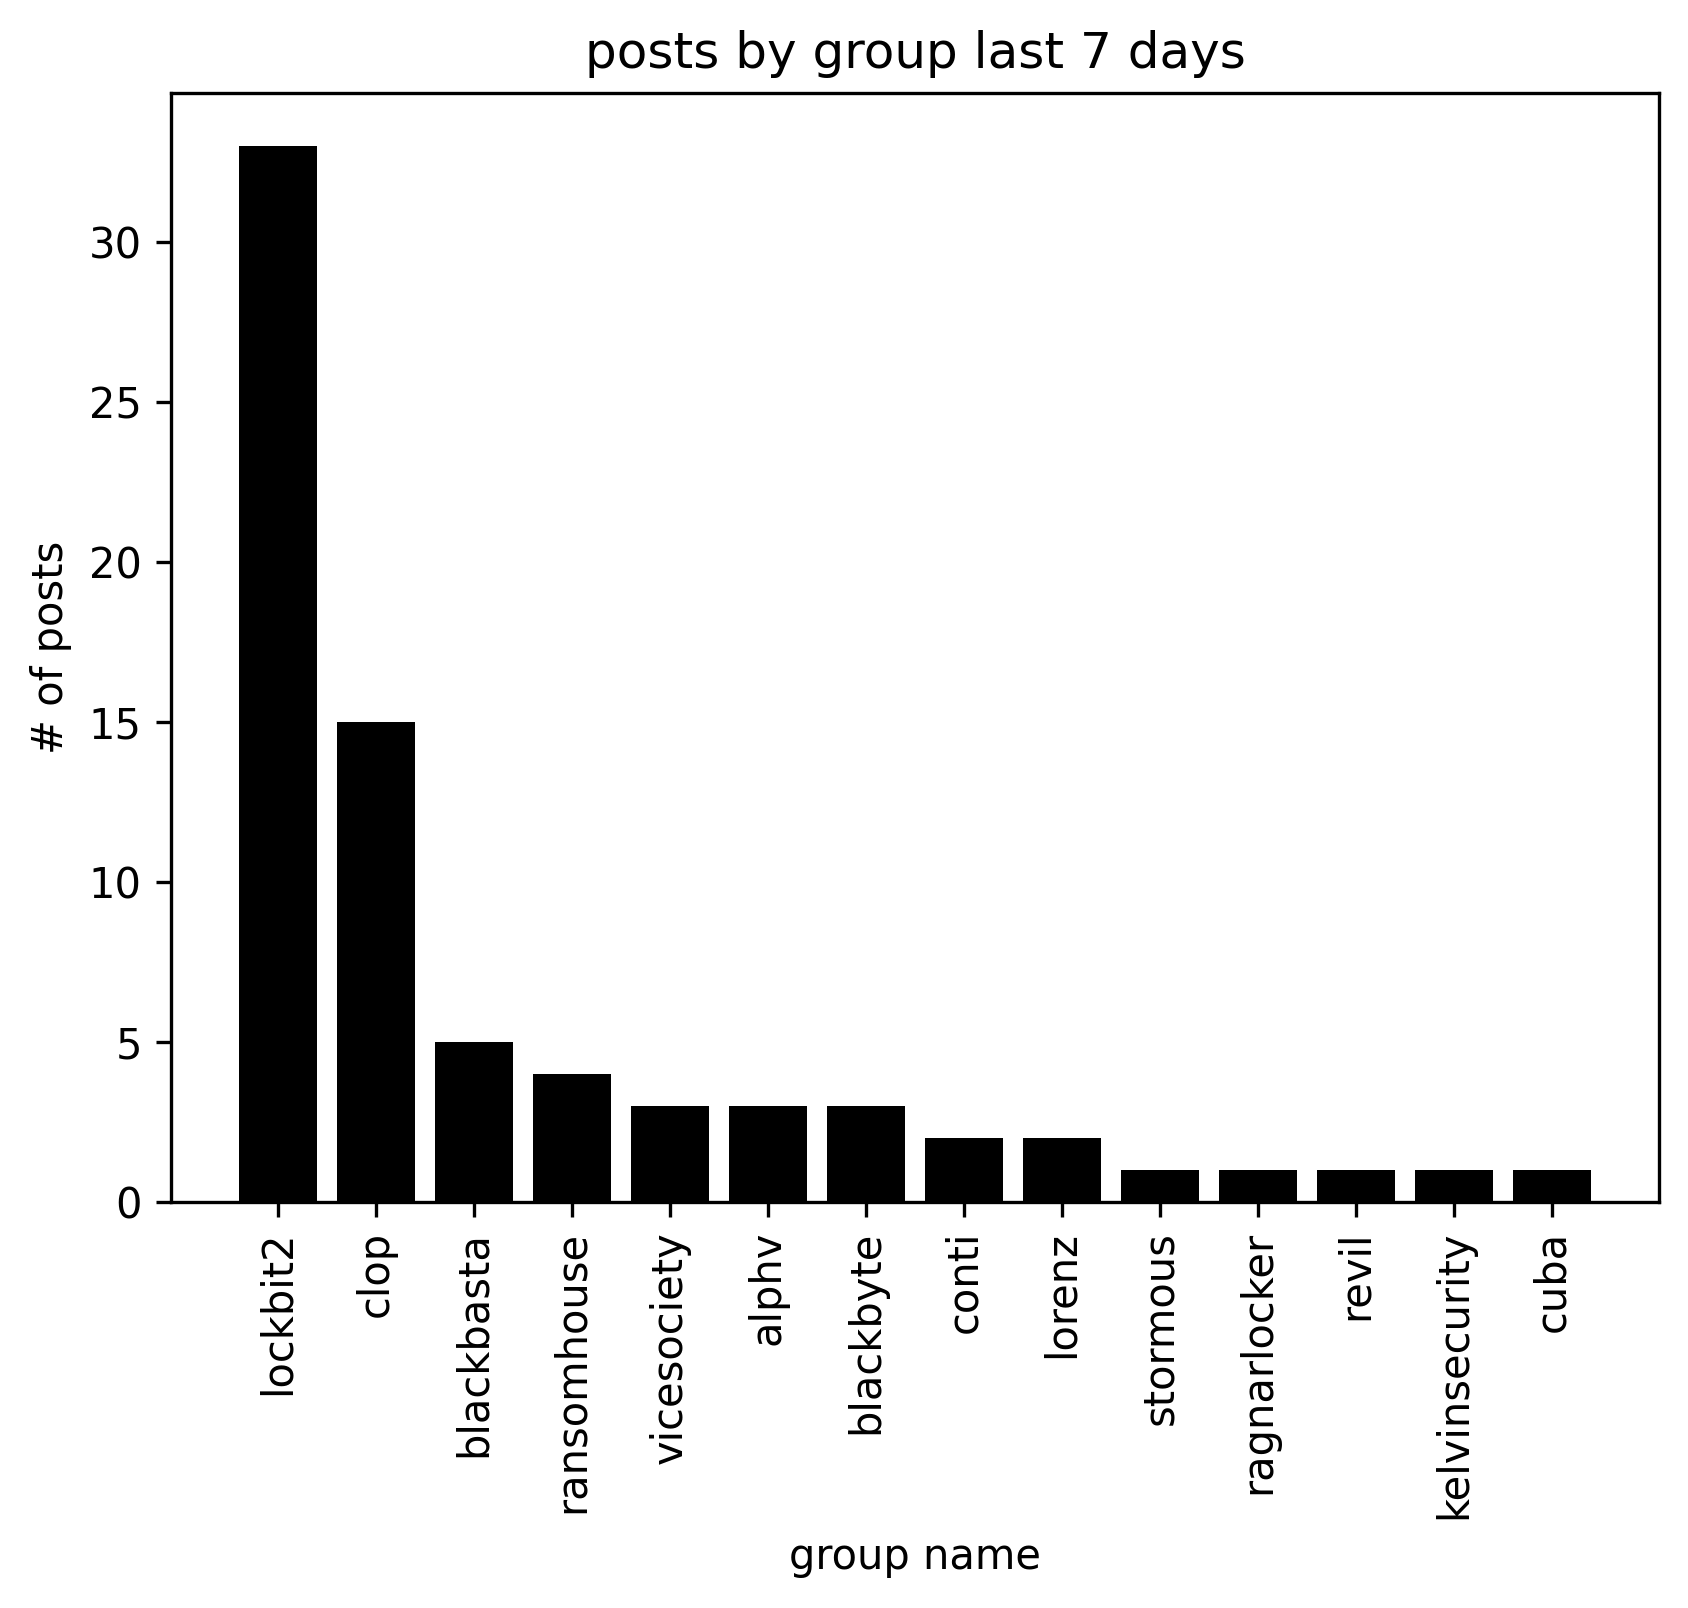 posts by group last 7 days
# of posts
30
25
20
15
10
5
0
lockbit2
clop
blackbasta
ransomhouse
vicesociety
alphv
blackbyte
conti
lorenz
stormous
ragnarlocker
revil
kelvinsecurity
cuba
group name